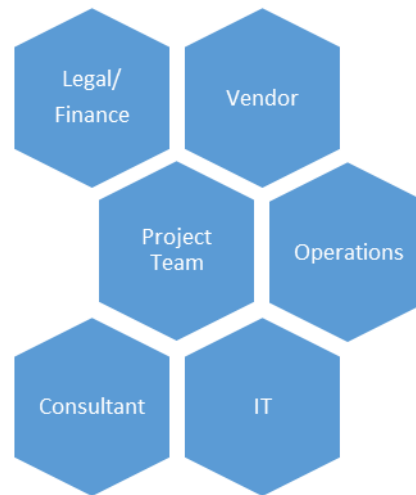 Legal/
Finance
Vendor
Project
Team
Operations
Consultant
IT